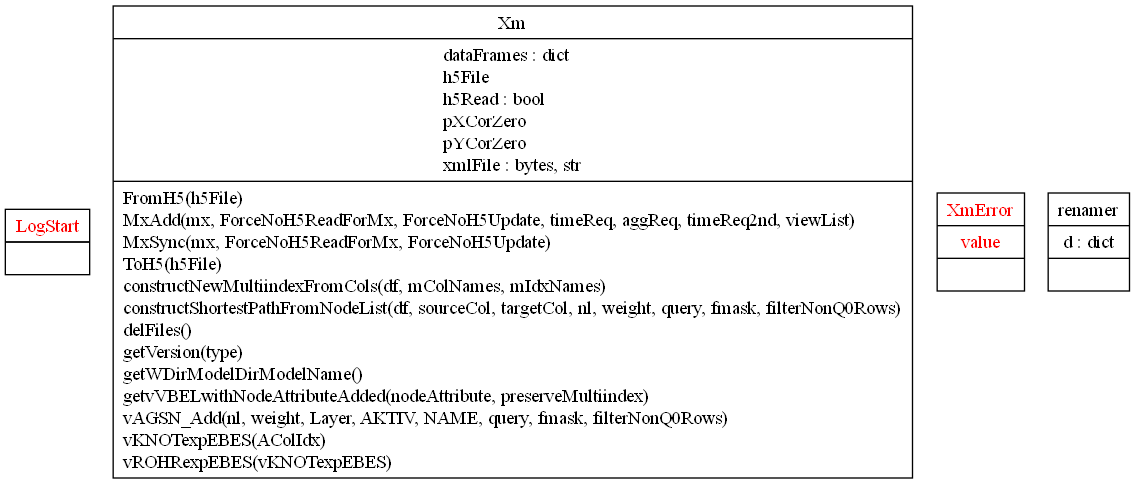 Xm
dataFrames : dict
h5File
h5Read : bool
pXCorZero
pYCorZero
xmlFile : bytes, str
FromH5(h5File)
MxAdd(mx, ForceNoH5ReadForMx, ForceNoH5Update, timeReq, aggReq, timeReq2nd, viewList)
MxSync(mx, ForceNoH5ReadForMx, ForceNoH5Update)
ToH5(h5File)
constructNewMultiindexFromCols(df, mColNames, mIdxNames)
constructShortestPathFromNodeList(df, sourceCol, targetCol, nl, weight, query, fmask, filterNonQ0Rows)
delFiles()
getVersion(type)
getWDirModelDirModelName()
getvVBELwithNodeAttributeAdded(nodeAttribute, preserveMultiindex)
vAGSN_Add(nl, weight, Layer, AKTIV, NAME, query, fmask, filterNonQ0Rows)
vKNOTexpEBES(AColIdx)
vROHRexpEBES(vKNOTexpEBES)
LogStart
XmError
value
renamer
d : dict